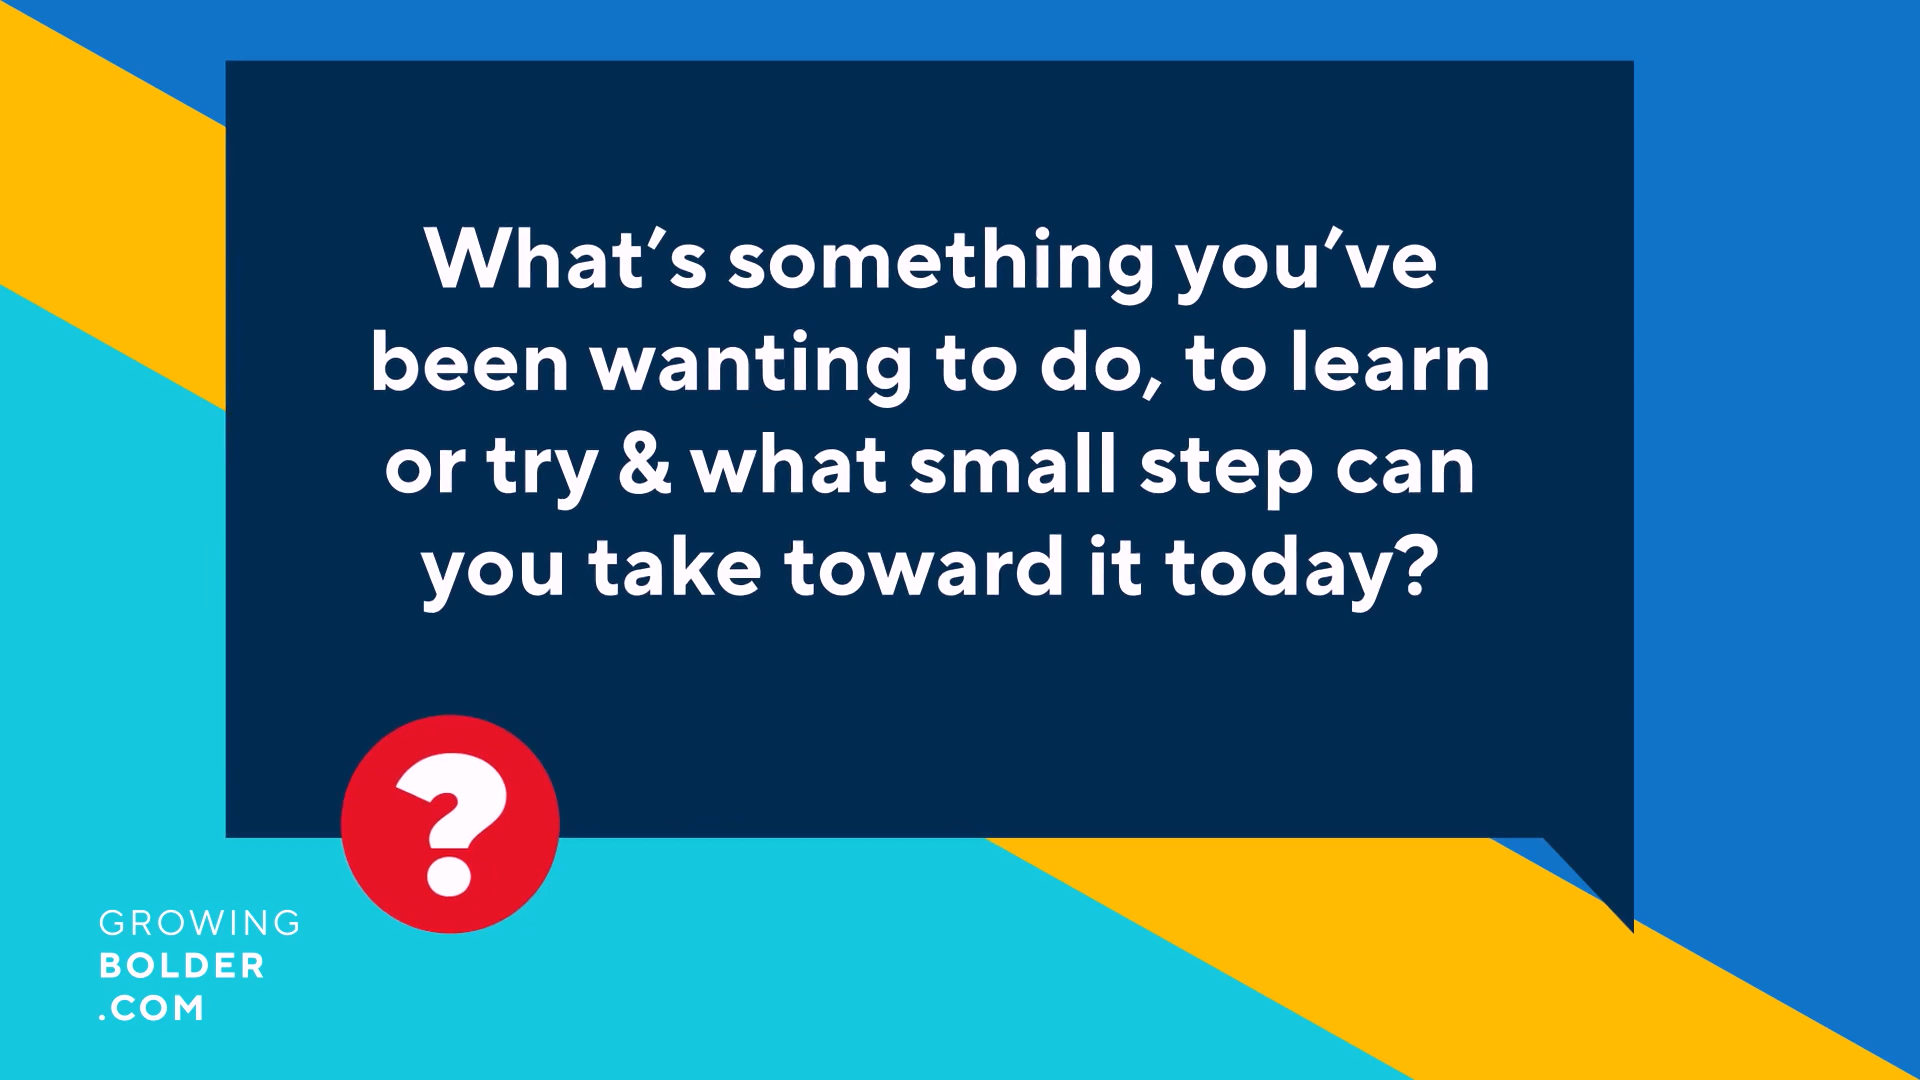 What’s something you’ve
been wanting to do, to learn
or try & what small step can
you take toward it today?
?
GROWING
BOLDER
.COM